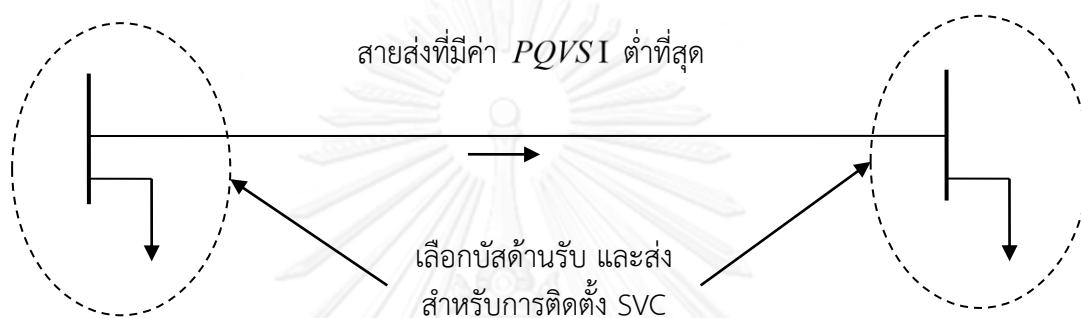 สายส่งที่มีค่า PQVSI ต่ำที่สุด
เลือกบัสด้านรับ และส่ง
สำหรับการติดตั้ง SVC